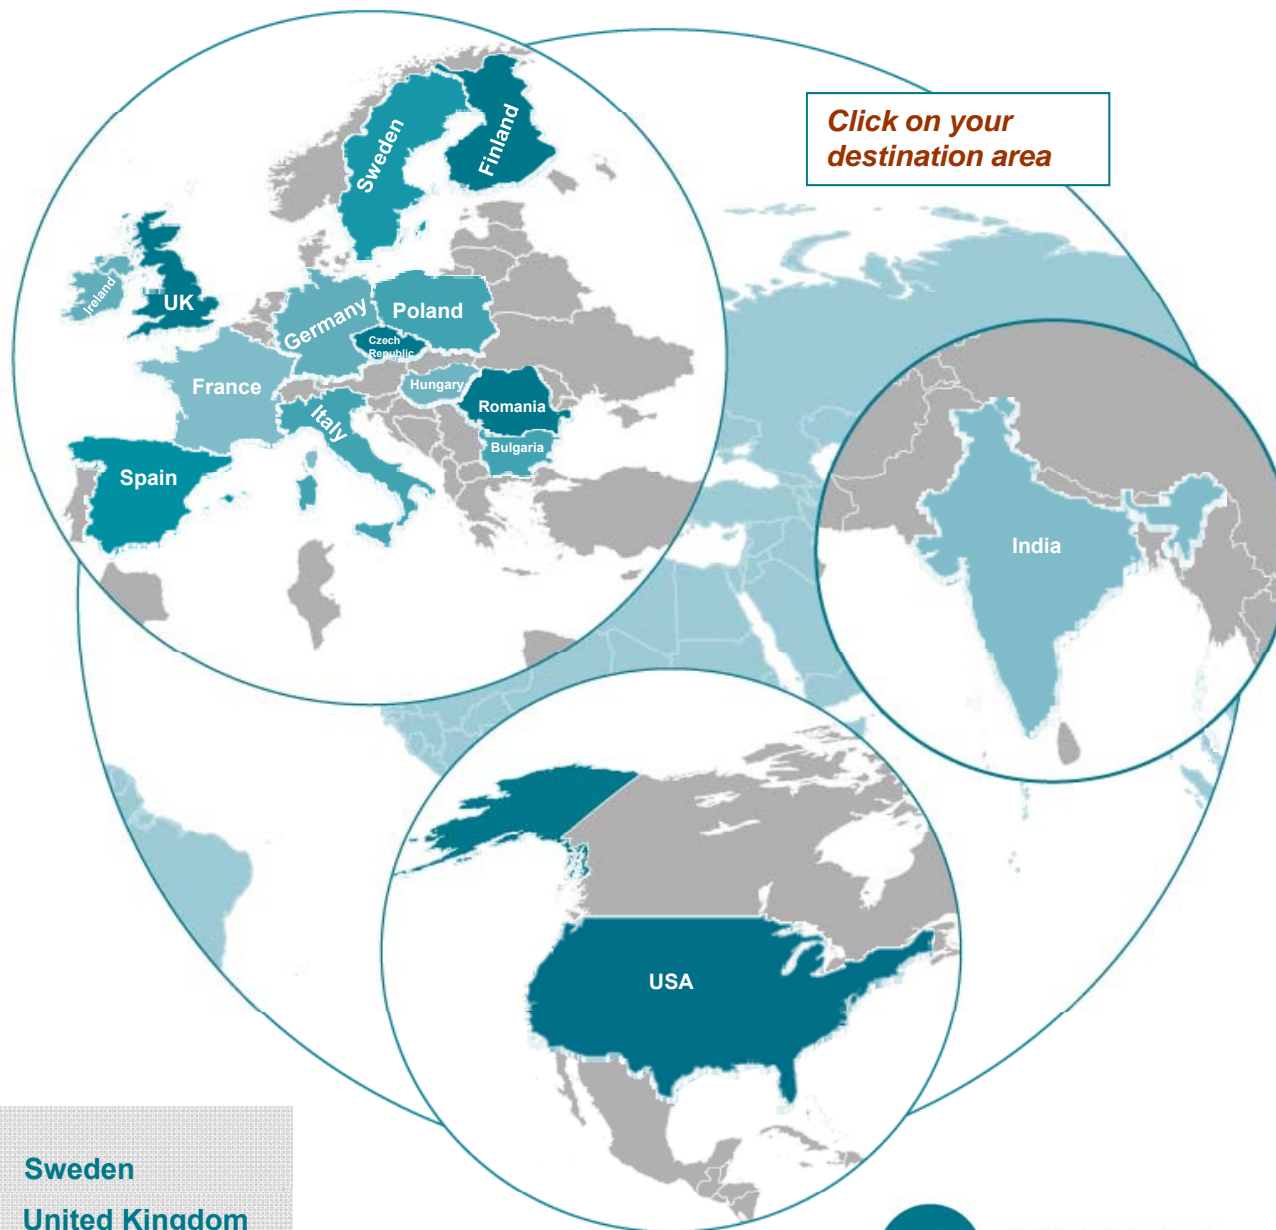 Click on your
destination area
Sweden
Finland
Ireland
UK
Germany
Poland
Czech
Republic
France
Hungary
Italy
Romania
Bulgaria
Spain
India
USA
Sweden
United Kingdom